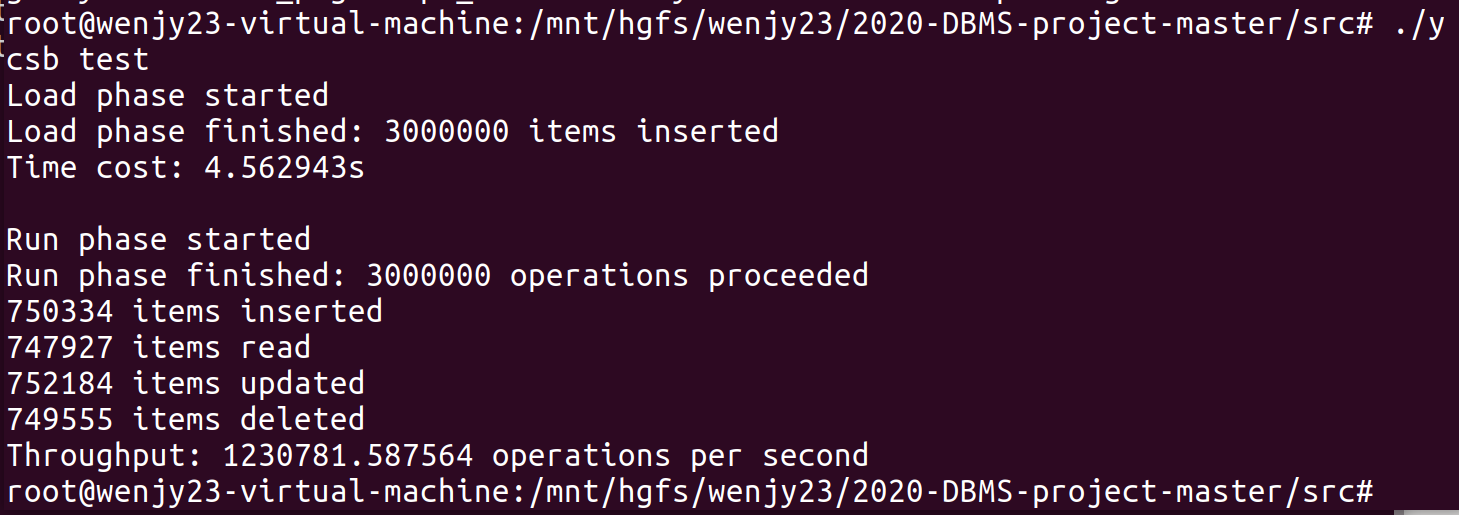 root@wenjy23-virtual-machine:/mnt/hgfs/wenjy23/2020-DBMS-project-master/src# ./y
csb test
Load phase started
Load phase finished: 3000000 items inserted
Time cost: 4.562943s
Run phase started
Run phase finished: 3000000 operations proceeded
750334 items inserted
747927 items read
752184 items updated
749555 items deleted
Throughput: 1230781.587564 operations per second
root@wenjy23-virtual-machine:/mnt/hgfs/wenjy23/2020-DBMS-project-master/src#